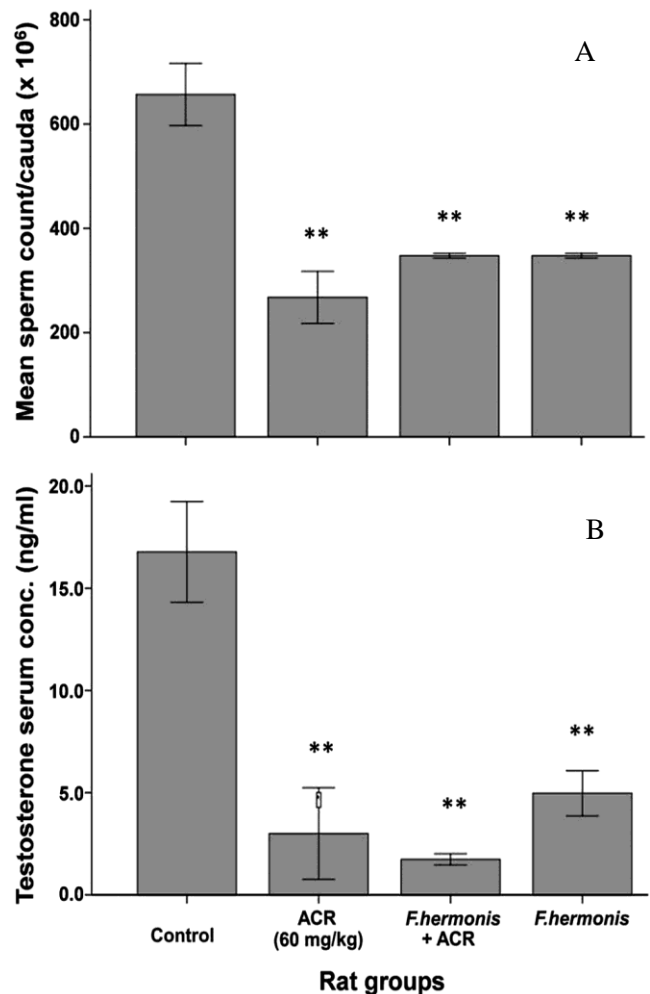 Mean sperm count/cauda (x 10⁶)
800
600
400
200
0
A
**
**
**
Testosterone serum conc. (ng/ml)
20.0
15.0
10.0
5.0
0.0
B
**
**
**
Control
ACR
(60 mg/kg)
F.hermonis
+ ACR
F.hermonis
Rat groups